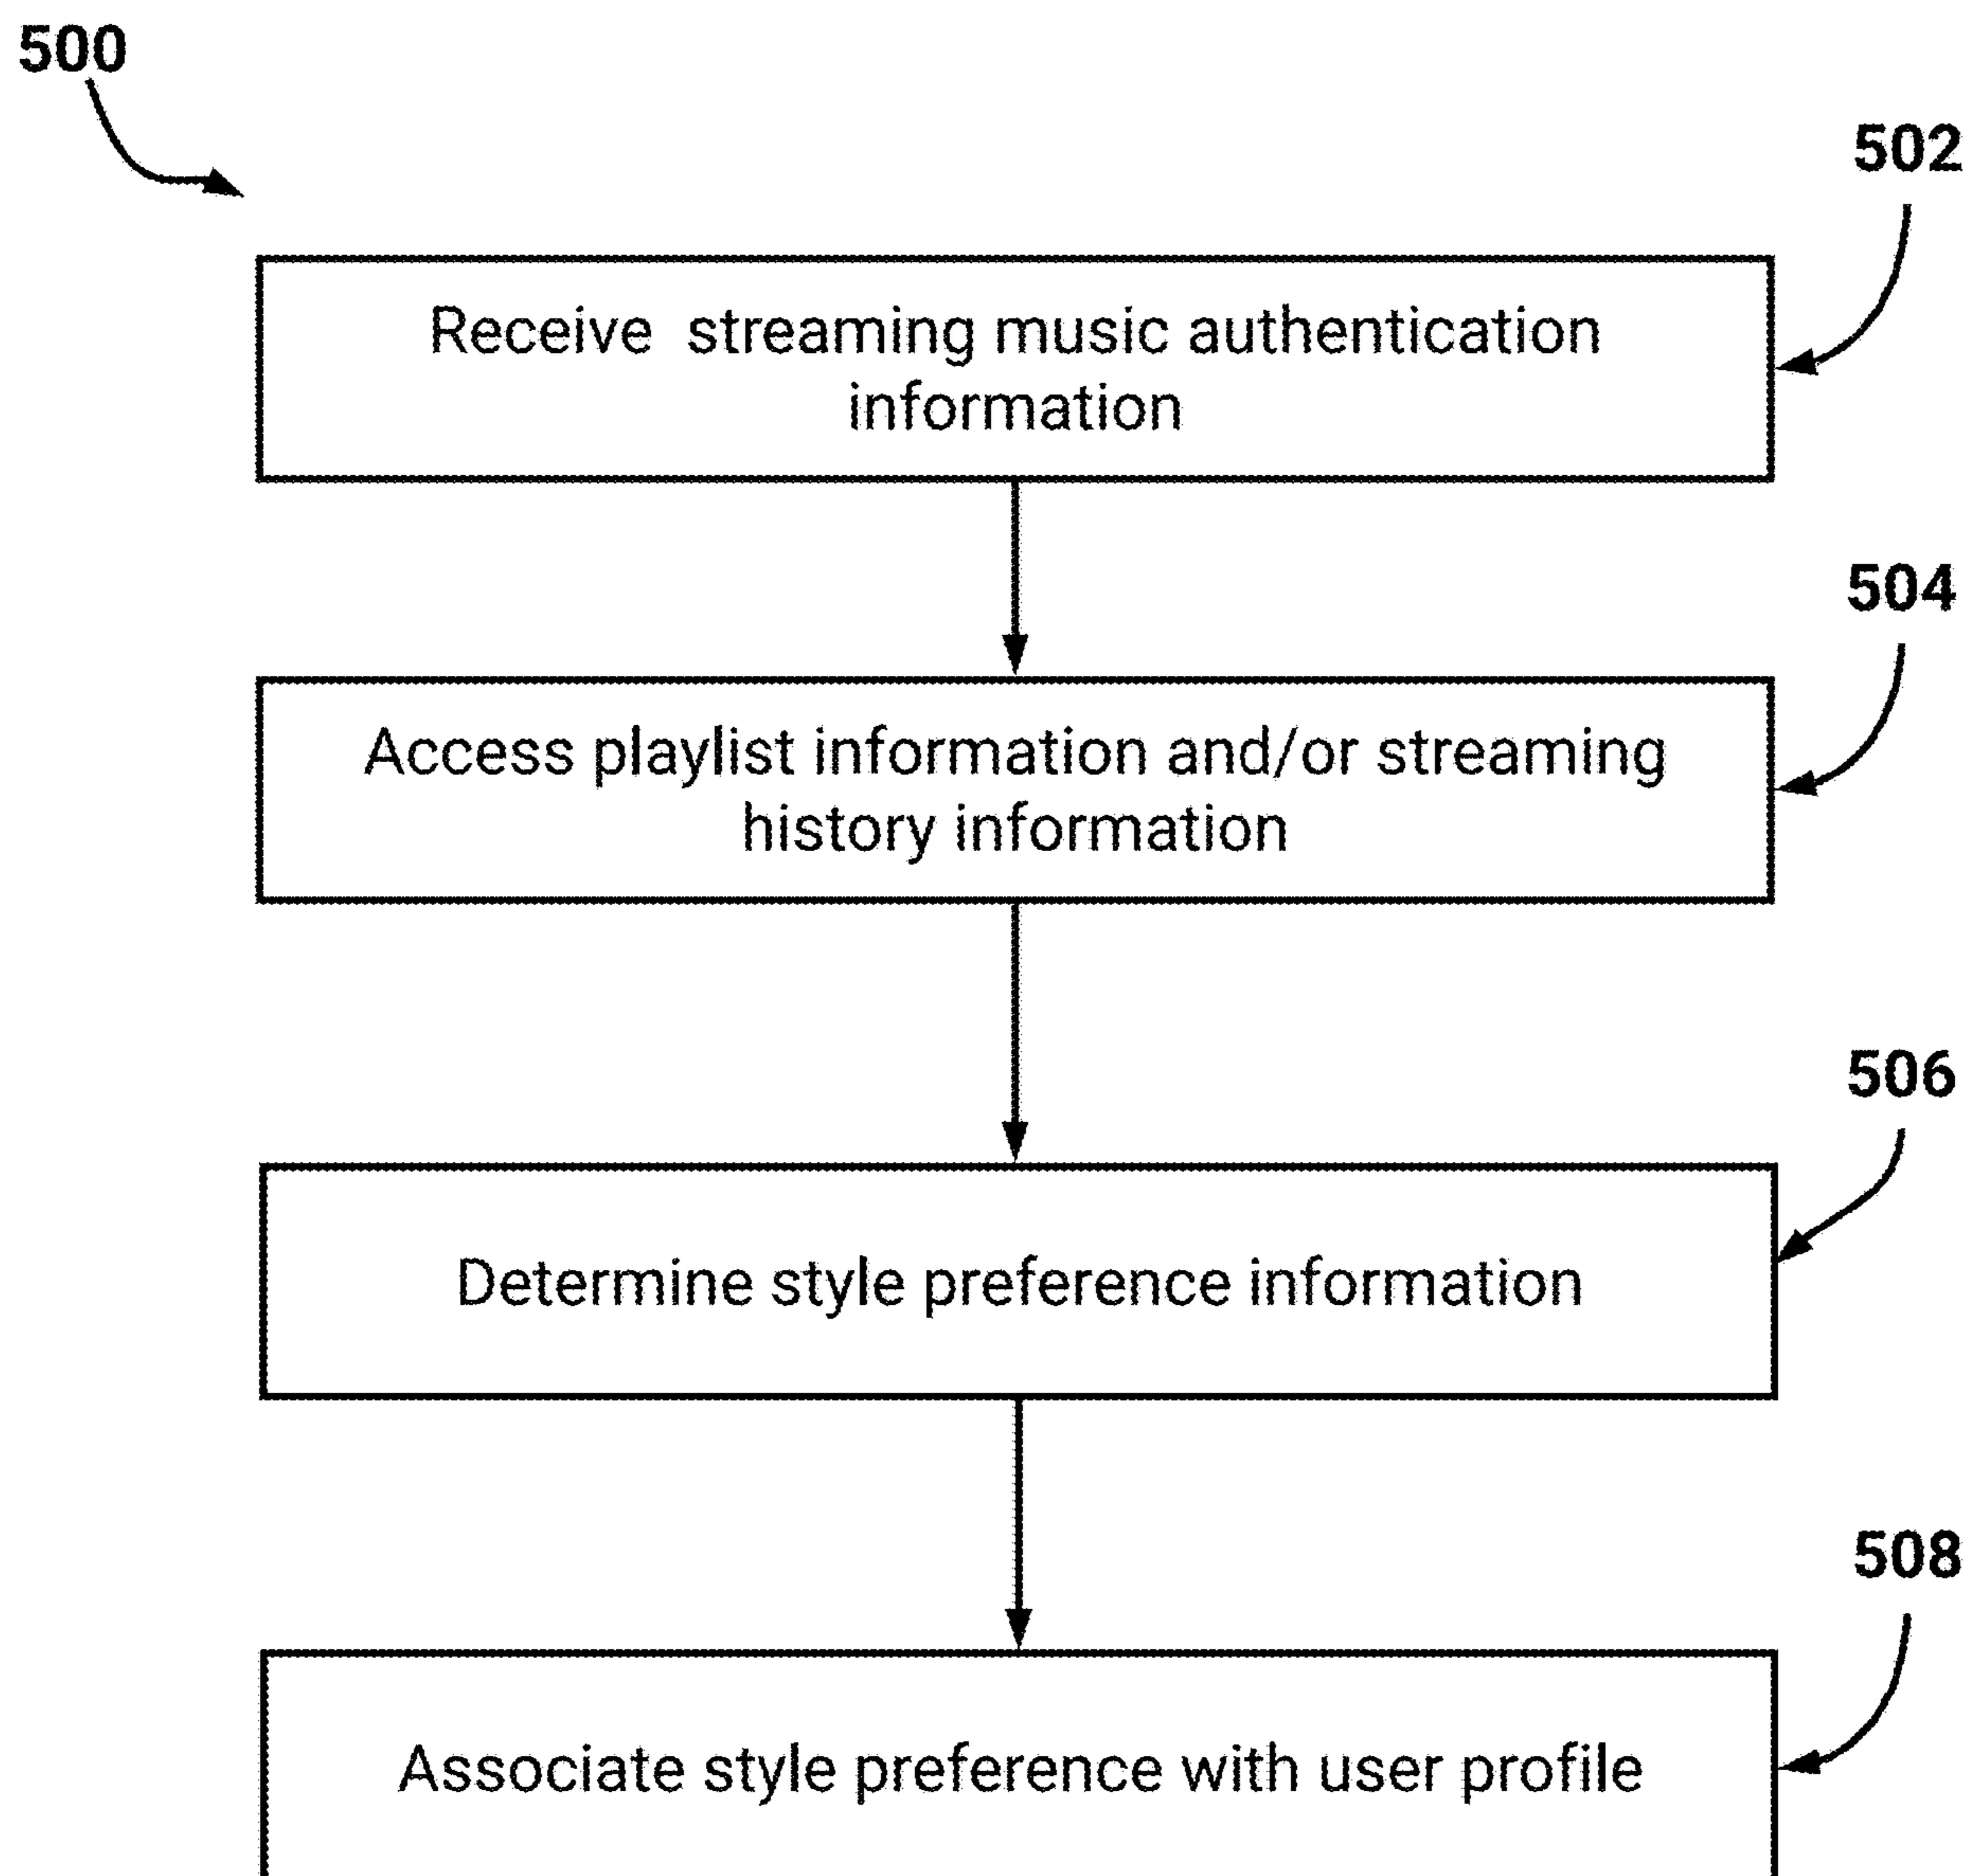 500
502
Receive streaming music authentication
information
504
Access playlist information and/or streaming
history information
506
Determine style preference information
508
Associate style preference with user profile